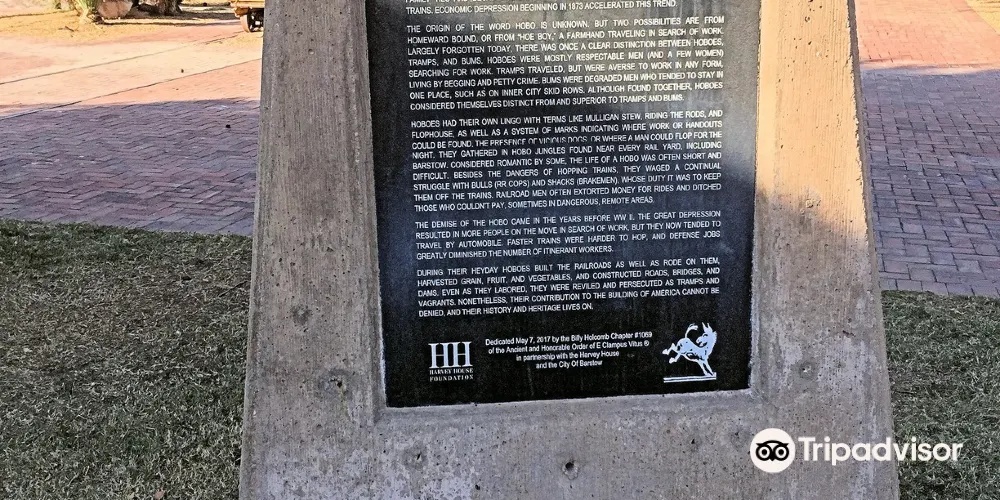 TRANS. ECONOMIC DEPRESSION BEGINNING IN 1873 ACCELERATED THIS TREND.
THE ORIGIN OF THE WORD HOBO IS UNKNOWN, BUT TWO POSSIBILITIES ARE FROM
HOMEWARD BOUND, OR FROM "HOE BOY," A FARMHAND TRAVELING IN SEARCH OF WORK.
LARGELY FORGOTTEN TODAY, THERE WAS ONCE A CLEAR DISTINCTION BETWEEN HOBOES,
TRAMPS, AND BUMS. HOBOES WERE MOSTLY RESPECTABLE MEN (AND A FEW WOMEN)
SEARCHING FOR WORK. TRAMPS TRAVELED, BUT WERE AVERSE TO WORK IN ANY FORM,
LIVING BY BEGGING AND PETTY CRIME. BUMS WERE DEGRADED MEN WHO TENDED TO STAY IN
ONE PLACE, SUCH AS ON INNER CITY SKID ROWS. ALTHOUGH FOUND TOGETHER, HOBOES
CONSIDERED THEMSELVES DISTINCT FROM AND SUPERIOR TO TRAMPS AND BUMS.
HOBOES HAD THEIR OWN LINGO WITH TERMS LIKE MULLIGAN STEW, RIDING THE RODS, AND
FLOPHOUSE, AS WELL AS A SYSTEM OF MARKS INDICATING WHERE WORK OR HANDOUTS
COULD BE FOUND, THE PRESENCE OF VICIOUS DOGS, OR WHERE A MAN COULD FLOP FOR THE
NIGHT. THEY GATHERED IN HOBO JUNGLES FOUND NEAR EVERY RAIL YARD, INCLUDING
BARSTOW. CONSIDERED ROMANTIC BY SOME, THE LIFE OF A HOBO WAS OFTEN SHORT AND
DIFFICULT. BESIDES THE DANGERS OF HOPPING TRAINS, THEY WAGED A CONTINUAL
STRUGGLE WITH BULLS (RR COPS) AND SHACKS (BRAKEMEN), WHOSE DUTY IT WAS TO KEEP
THEM OFF THE TRAINS. RAILROAD MEN OFTEN EXTORTED MONEY FOR RIDES AND DITCHED
THOSE WHO COULDN'T PAY, SOMETIMES IN DANGEROUS, REMOTE AREAS.
THE DEMISE OF THE HOBO CAME IN THE YEARS BEFORE WW II. THE GREAT DEPRESSION
RESULTED IN MORE PEOPLE ON THE MOVE IN SEARCH OF WORK, BUT THEY NOW TENDED TO
TRAVEL BY AUTOMOBILE. FASTER TRAINS WERE HARDER TO HOP, AND DEFENSE JOBS
GREATLY DIMINISHED THE NUMBER OF ITINERANT WORKERS.
DURING THEIR HEYDAY HOBOES BUILT THE RAILROADS AS WELL AS RODE ON THEM,
HARVESTED GRAIN, FRUIT, AND VEGETABLES, AND CONSTRUCTED ROADS, BRIDGES, AND
DAMS. EVEN AS THEY LABORED, THEY WERE REVILED AND PERSECUTED AS TRAMPS AND
VAGRANTS. NONETHELESS, THEIR CONTRIBUTION TO THE BUILDING OF AMERICA CANNOT BE
DENIED, AND THEIR HISTORY AND HERITAGE LIVES ON.
HH
HARVEY HOUSE
FOUNDATION
Dedicated May 7, 2017 by the Billy Holcomb Chapter #1069
of the Ancient and Honorable Order of E Clampus Vitus ®
in partnership with the Harvey House
and the City Of Barstow
Tripadvisor